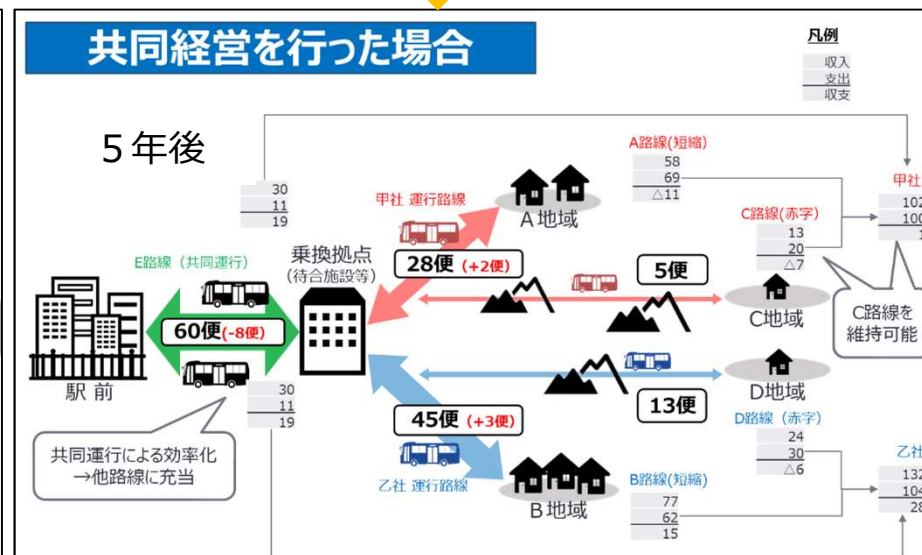 共同経営を行った場合
凡例
収入
支出
収支
5年後
30
11
19
E路線（共同運行）
60便(-8便)
駅前
乗換拠点
(待合施設等)
30
11
19
共同運行による効率化
→他路線に充当
甲社 運行路線
28便 (+2便)
A地域
A路線(短縮)
58
69
△11
5便
C路線(赤字)
13
20
△7
C地域
甲社
102
100
C路線を
維持可能
13便
D地域
D路線（赤字）
24
30
△6
45便 (+3便)
乙社 運行路線
B地域
B路線(短縮)
77
62
15
乙社
132
104
28